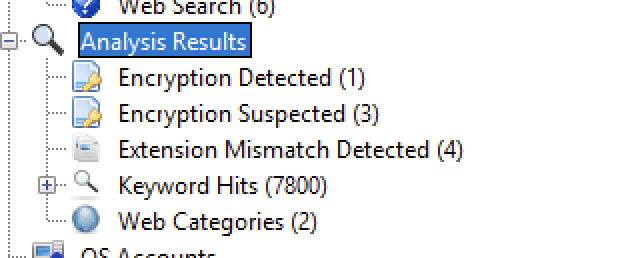 Web Search (6)
Analysis Results
Encryption Detected (1)
Encryption Suspected (3)
Extension Mismatch Detected (4)
Keyword Hits (7800)
Web Categories (2)
OS Accounts